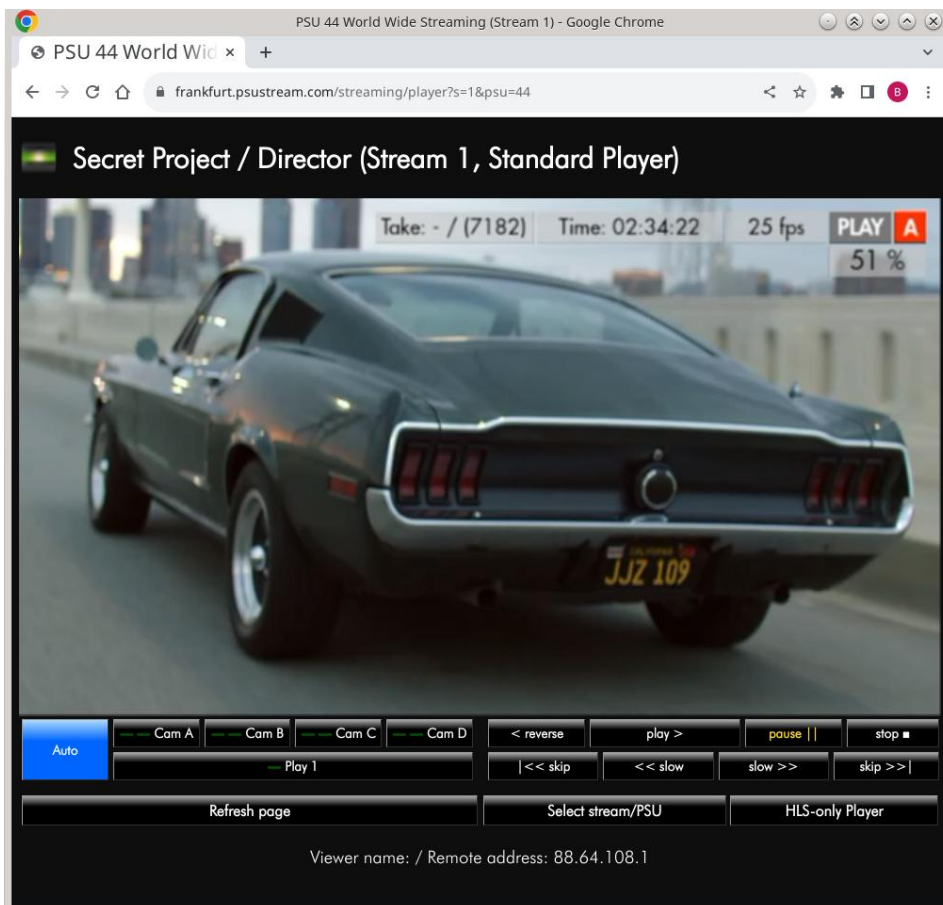 PSU 44 World Wide Streaming (Stream 1) - Google Chrome
PSU 44 World Wid
frankfurt.psustream.com/streaming/player?s=1&psu=44
B
Secret Project / Director (Stream 1, Standard Player)
Take: - / (7182) Time: 02:34:22 25 fps PLAY A
51 %
CALIFORNIA
JJZ 109
Auto
Cam A Cam B Cam C Cam D < reverse play > pause || stop ■
Play 1 |<< skip << slow slow >> skip >>|
Refresh page Select stream/PSU HLS-only Player
Viewer name: / Remote address: 88.64.108.1